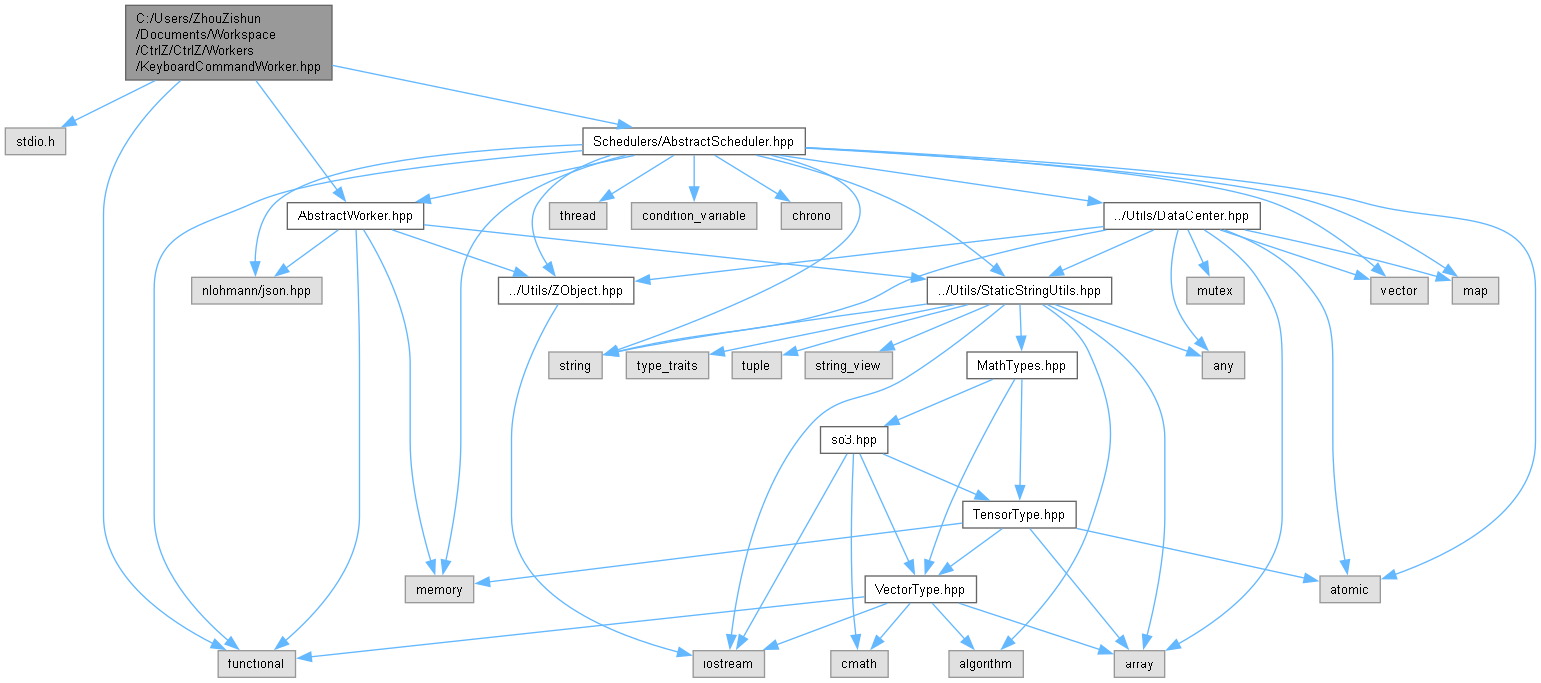 C:/Users/ZhouZishun
/Documents/Workspace
/CtrlZ/CtrlZ/Workers
/KeyboardCommandWorker.hpp
stdio.h
Schedulers/AbstractScheduler.hpp
AbstractWorker.hpp
thread
condition_variable
chrono
../Utils/DataCenter.hpp
nlohmann/json.hpp
../Utils/ZObject.hpp
../Utils/StaticStringUtils.hpp
mutex
vector
map
string
type_traits
tuple
string_view
MathTypes.hpp
any
so3.hpp
TensorType.hpp
memory
VectorType.hpp
atomic
functional
iostream
cmath
algorithm
array